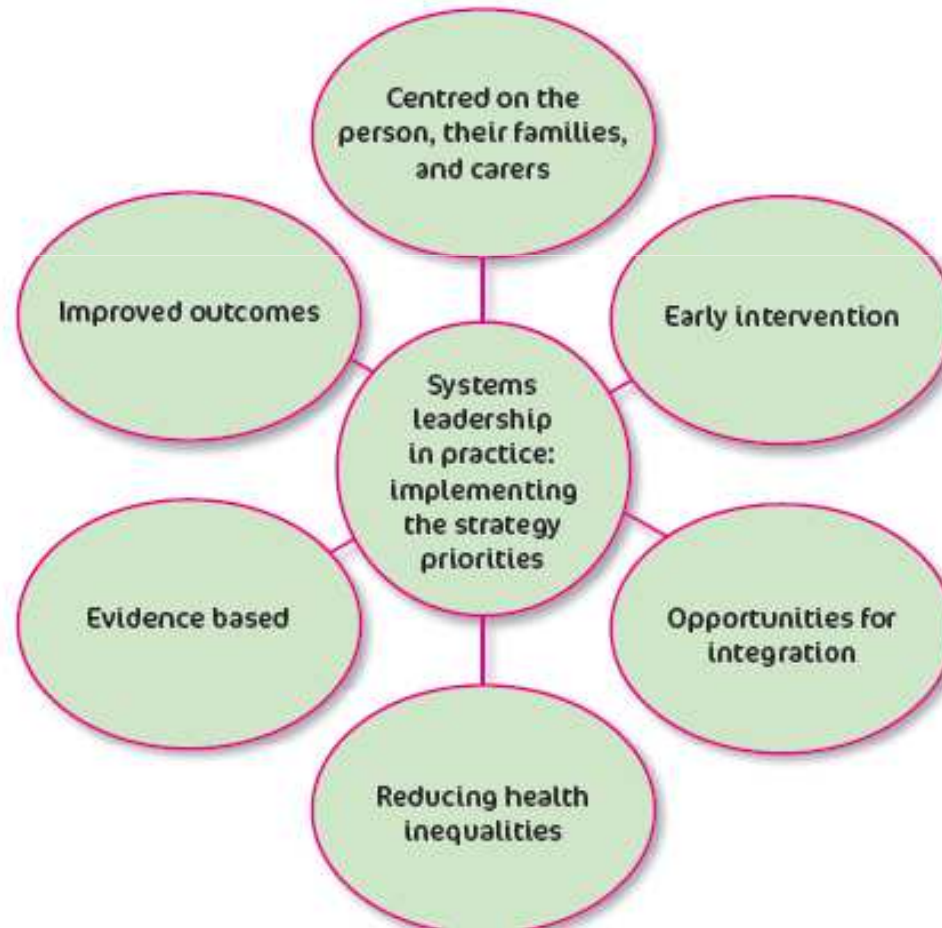 Centred on the
person, their families,
and carers
Improved outcomes
Early intervention
Systems
leadership
in practice:
implementing
the strategy
priorities
Evidence based
Opportunities for
integration
Reducing health
inequalities